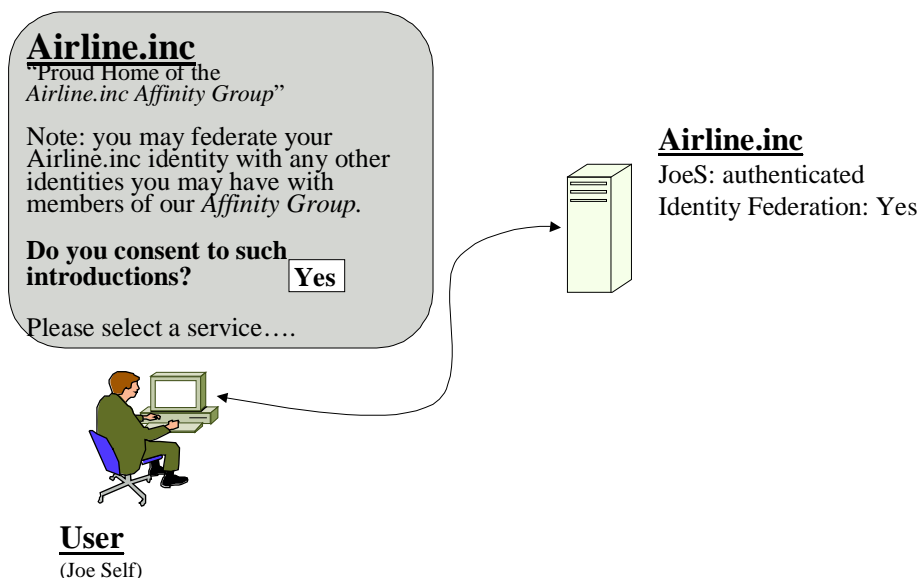 Airline.inc
“Proud Home of the
Airline.inc Affinity Group”
Note: you may federate your
Airline.inc identity with any other
identities you may have with
members of our Affinity Group.
Do you consent to such
introductions?
Yes
Please select a service….
Airline.inc
JoeS: authenticated
Identity Federation: Yes
User
(Joe Self)